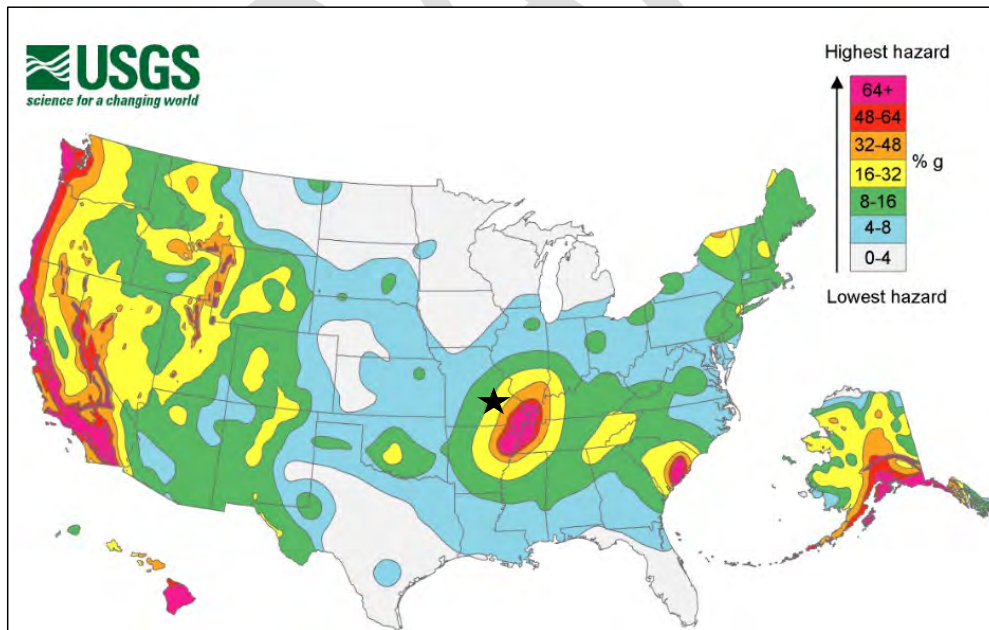 USGS
science for a changing world
Highest hazard
64+
48-64
32-48
16-32
8-16
4-8
0-4
% g
Lowest hazard